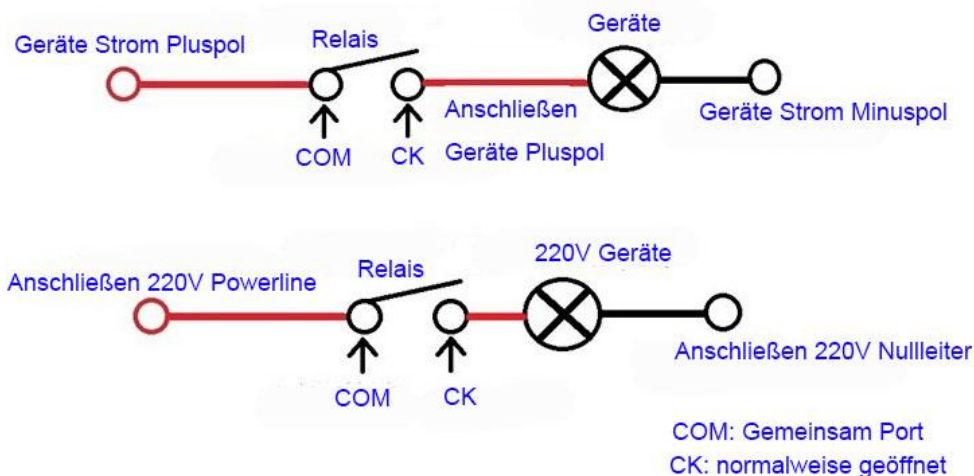 Geräte
Geräte Strom Pluspol
Relais
Anschließen
Geräte Pluspol
Geräte Strom Minuspol
COM
CK
220V Geräte
Anschließen 220V Powerline
Relais
Anschließen 220V Nullleiter
COM
CK
COM: Gemeinsam Port
CK: normalweise geöffnet